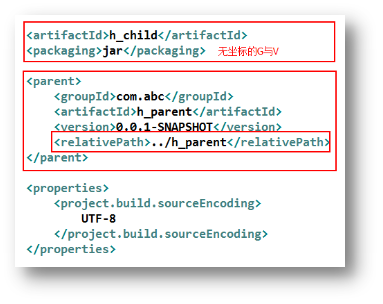 <artifactId>h_child</artifactId>
<packaging>jar</packaging> 无坐标的G与V
<parent>
<groupId>com.abc</groupId>
<artifactId>h_parent</artifactId>
<version>0.0.1-SNAPSHOT</version>
<relativePath>../h_parent</relativePath>
</parent>
<properties>
<project.build.sourceEncoding>
UTF-8
</project.build.sourceEncoding>
</properties>